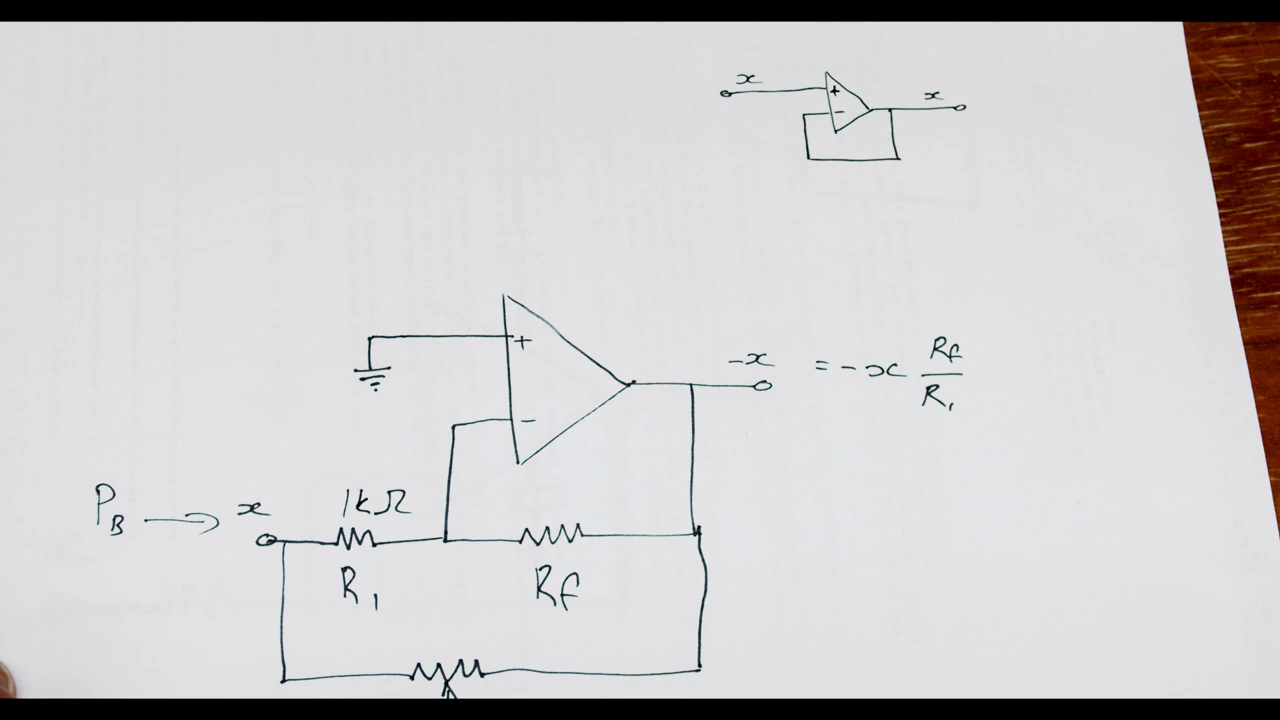 x
x
+
-
+
-
-x = -x Rf
R1
PB → x
1kΩ
R1
Rf